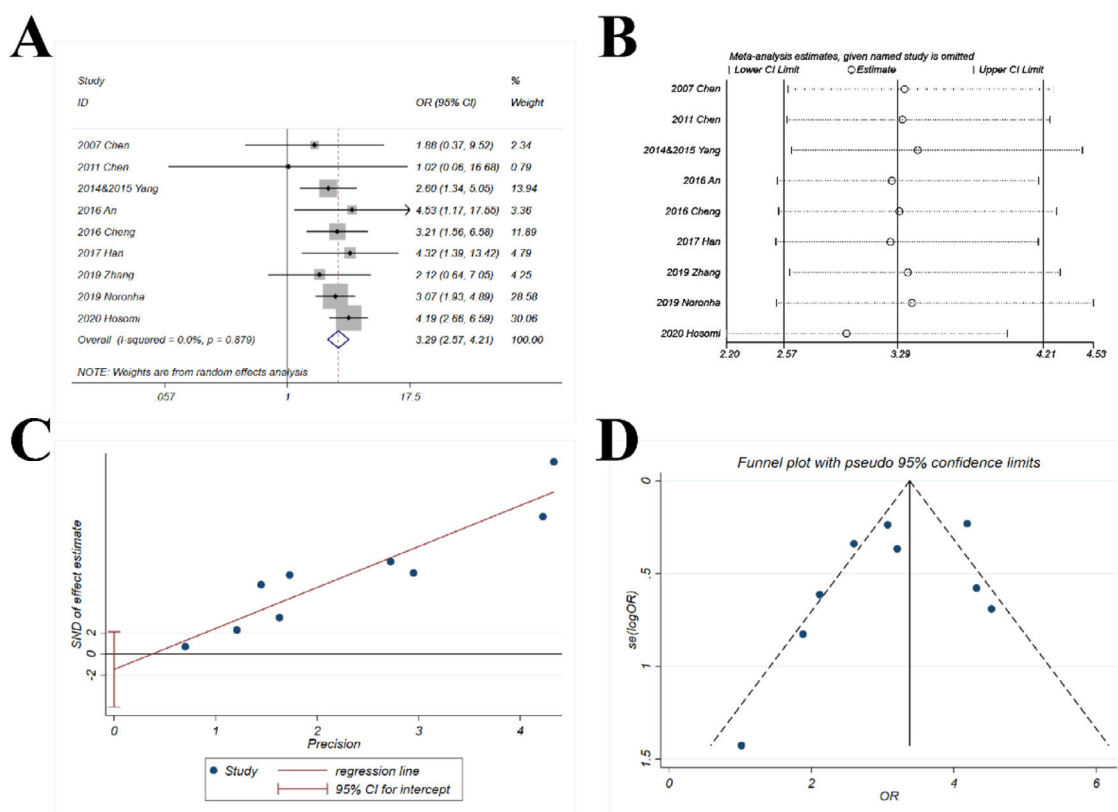 A
Study %
ID OR (95% CI) Weight
2007 Chen 1.88 (0.37, 9.52) 2.34
2011 Chen 1.02 (0.06, 16.68) 0.79
2014&2015 Yang 2.60 (1.34, 5.05) 13.94
2016 An 4.53 (1.17, 17.55) 3.36
2016 Cheng 3.21 (1.56, 6.58) 11.89
2017 Han 4.32 (1.39, 13.42) 4.79
2019 Zhang 2.12 (0.64, 7.05) 4.25
2019 Noronha 3.07 (1.93, 4.89) 28.58
2020 Hosomi 4.19 (2.66, 6.59) 30.06
Overall (I-squared = 0.0%, p = 0.879) 3.29 (2.57, 4.21) 100.00
NOTE: Weights are from random effects analysis
057 1 17.5
B
Meta-analysis estimates, given named study is omitted
Lower CI Limit Estimate Upper CI Limit
2007 Chen
2011 Chen
2014&2015 Yang
2016 An
2016 Cheng
2017 Han
2019 Zhang
2019 Noronha
2020 Hosomi
2.20 2.57 3.29 4.21 4.53
C
SND of effect estimate
2
0
-2
0 1 2 3 4
Precision
Study regression line
95% CI for intercept
D
Funnel plot with pseudo 95% confidence limits
se(logOR)
0
.5
1
1.5
0 2 4 6
OR